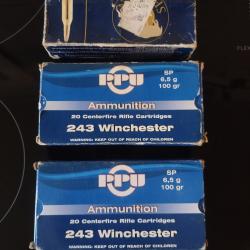 PPU
SP
6,5 g
100 gr
Ammunition
20 Centerfire Rifle Cartridges
243 Winchester
WARNING: KEEP OUT OF REACH OF CHILDREN
PPU
SP
6,5 g
100 gr
Ammunition
20 Centerfire Rifle Cartridges
243 Winchester
WARNING: KEEP OUT OF REACH OF CHILDREN